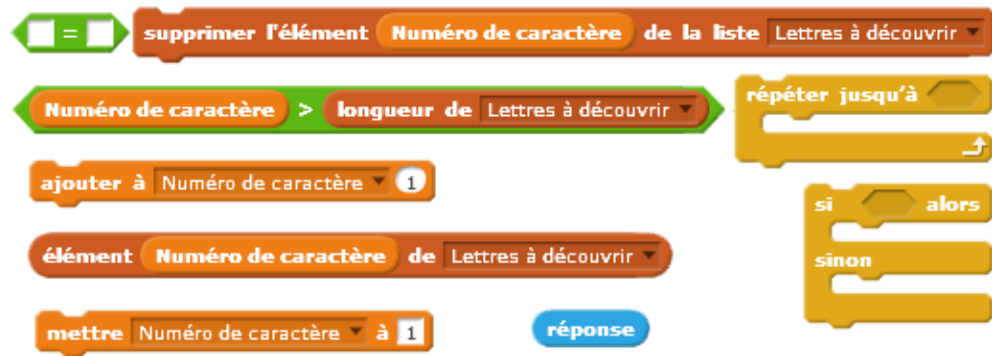 = supprimer l'élément Numéro de caractère de la liste Lettres à découvrir
Numéro de caractère > longueur de Lettres à découvrir
répéter jusqu'à
ajouter à Numéro de caractère 1
si alors
sinon
élément Numéro de caractère de Lettres à découvrir
mettre Numéro de caractère à 1
réponse